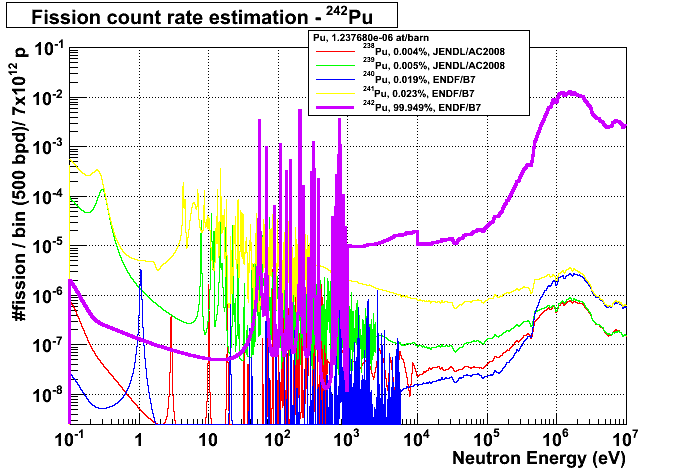 Fission count rate estimation - ²⁴²Pu
Pu, 1.237680e-06 at/barn
²³⁸Pu, 0.004%, JENDL/AC2008
²³⁹Pu, 0.005%, JENDL/AC2008
²⁴⁰Pu, 0.019%, ENDF/B7
²⁴¹Pu, 0.023%, ENDF/B7
²⁴²Pu, 99.949%, ENDF/B7
#fission / bin (500 bpd)/ 7x10¹² p
10⁻¹
10⁻²
10⁻³
10⁻⁴
10⁻⁵
10⁻⁶
10⁻⁷
10⁻⁸
10⁻¹ 1 10 10² 10³ 10⁴ 10⁵ 10⁶ 10⁷
Neutron Energy (eV)